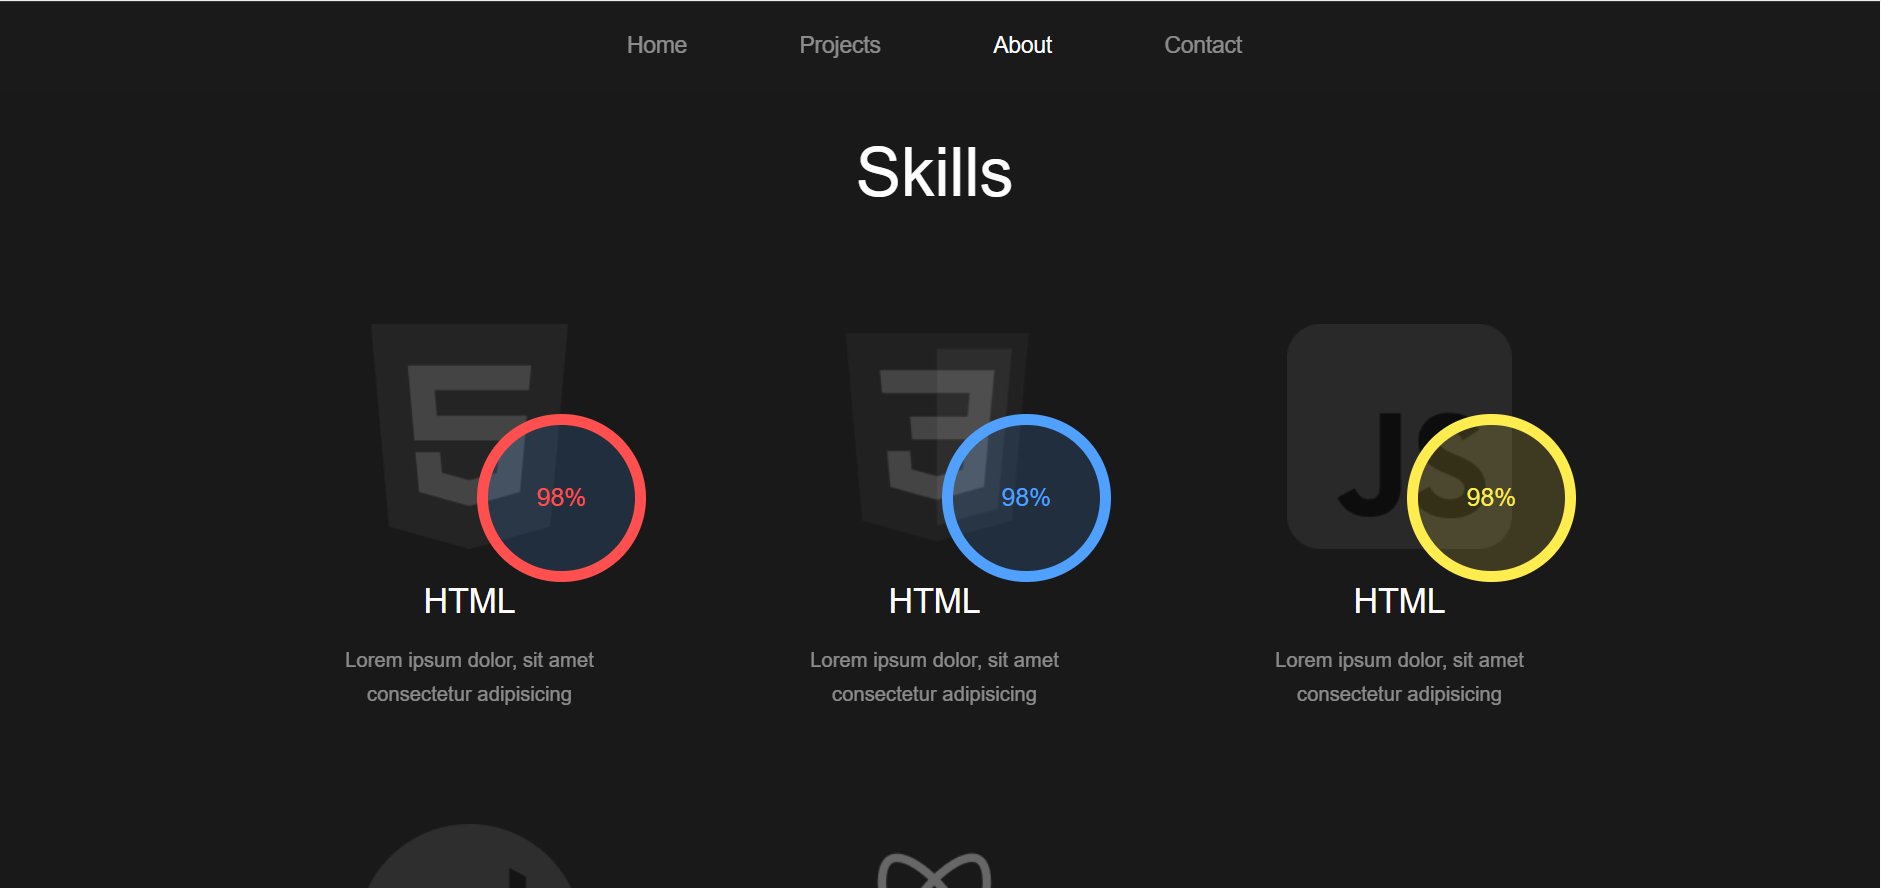 Home Projects About Contact
Skills
JS
98% 98% 98%
HTML HTML HTML
Lorem ipsum dolor, sit amet
consectetur adipisicing
Lorem ipsum dolor, sit amet
consectetur adipisicing
Lorem ipsum dolor, sit amet
consectetur adipisicing